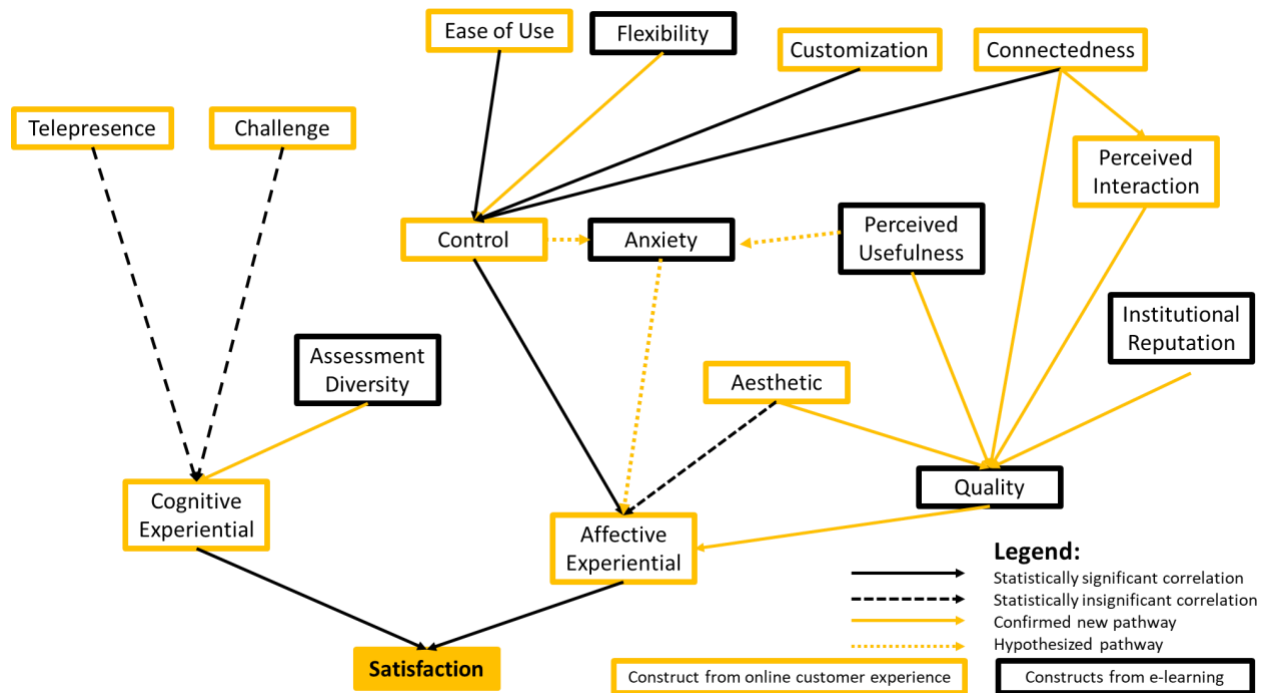 Ease of Use
Flexibility
Customization
Connectedness
Telepresence
Challenge
Perceived
Interaction
Control
Anxiety
Perceived
Usefulness
Institutional
Reputation
Assessment
Diversity
Aesthetic
Cognitive
Experiential
Quality
Affective
Experiential
Legend:
Statistically significant correlation
Statistically insignificant correlation
Confirmed new pathway
Hypothesized pathway
Satisfaction
Construct from online customer experience
Constructs from e-learning